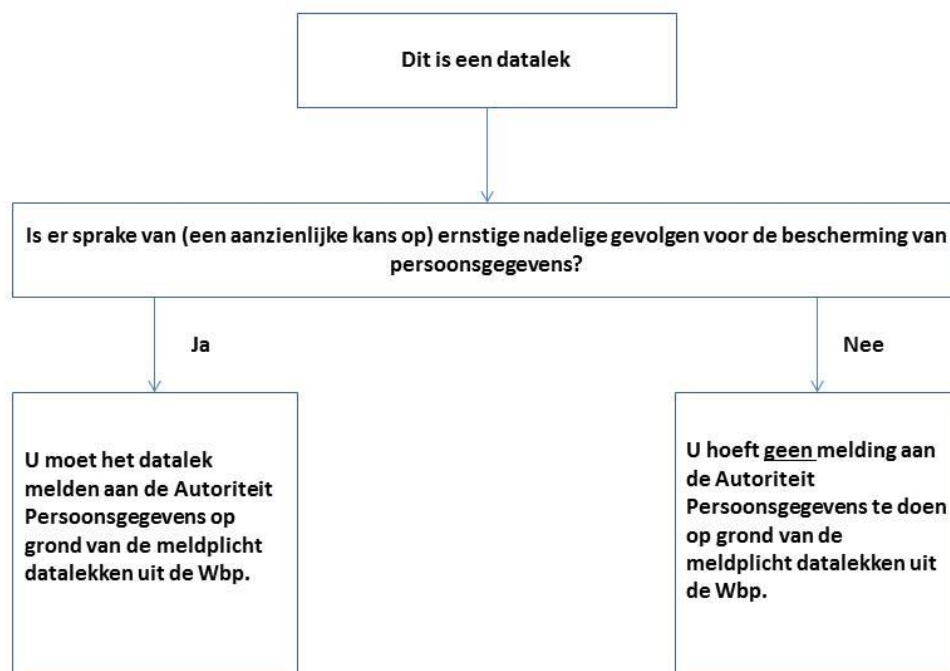 Dit is een datalek
Is er sprake van (een aanzienlijke kans op) ernstige nadelige gevolgen voor de bescherming van
persoonsgegevens?
Ja
Nee
U moet het datalek
melden aan de Autoriteit
Persoonsgegevens op
grond van de meldplicht
datalekken uit de Wbp.
U hoeft geen melding aan
de Autoriteit
Persoonsgegevens te doen
op grond van de
meldplicht datalekken uit
de Wbp.